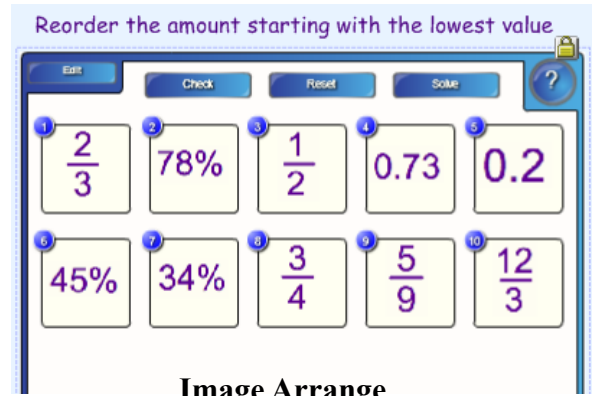 Reorder the amount starting with the lowest value
Edit
Check Reset Solve
?
1 2 3 4 5
2/3 78% 1/2 0.73 0.2
6 7 8 9 10
45% 34% 3/4 5/9 12/3
Image Arrange